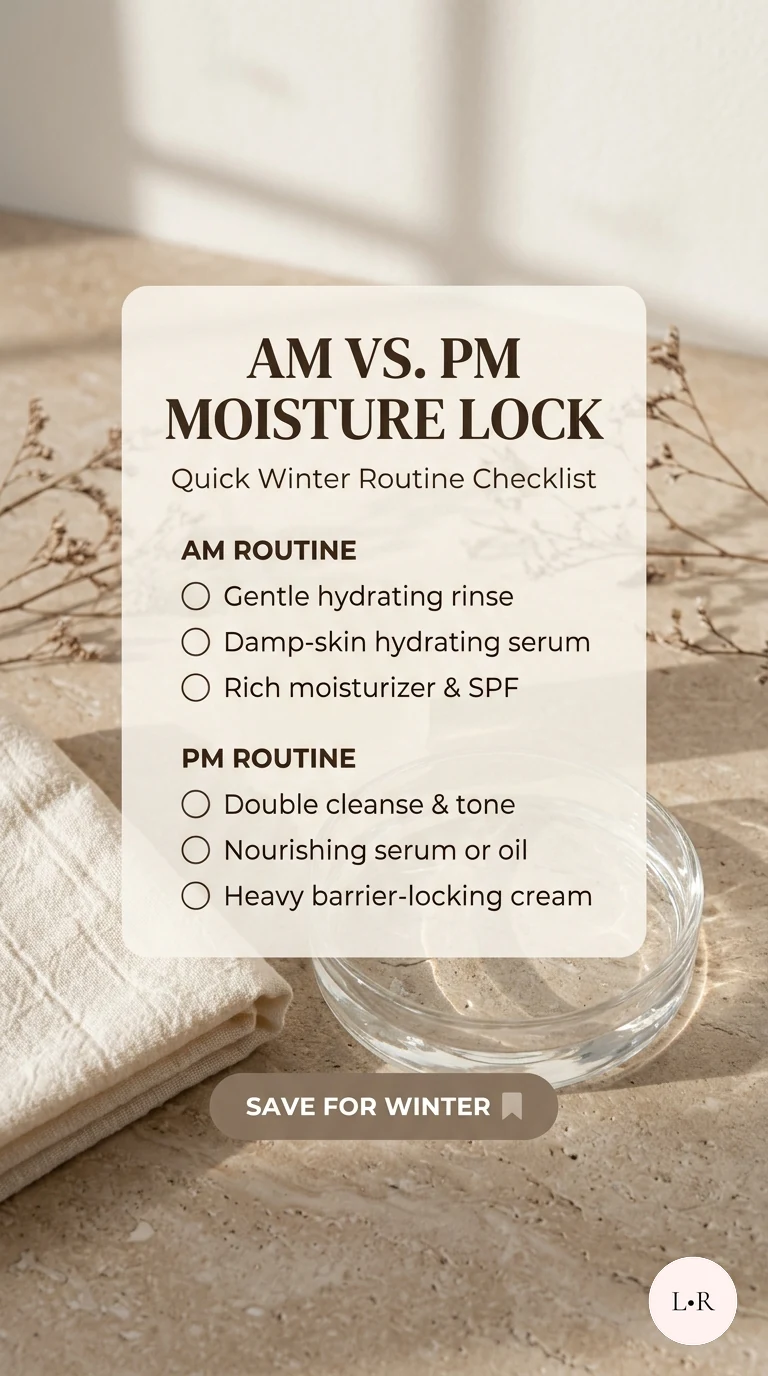 AM VS. PM
MOISTURE LOCK
Quick Winter Routine Checklist
AM ROUTINE
Gentle hydrating rinse
Damp-skin hydrating serum
Rich moisturizer & SPF
PM ROUTINE
Double cleanse & tone
Nourishing serum or oil
Heavy barrier-locking cream
SAVE FOR WINTER
L•R